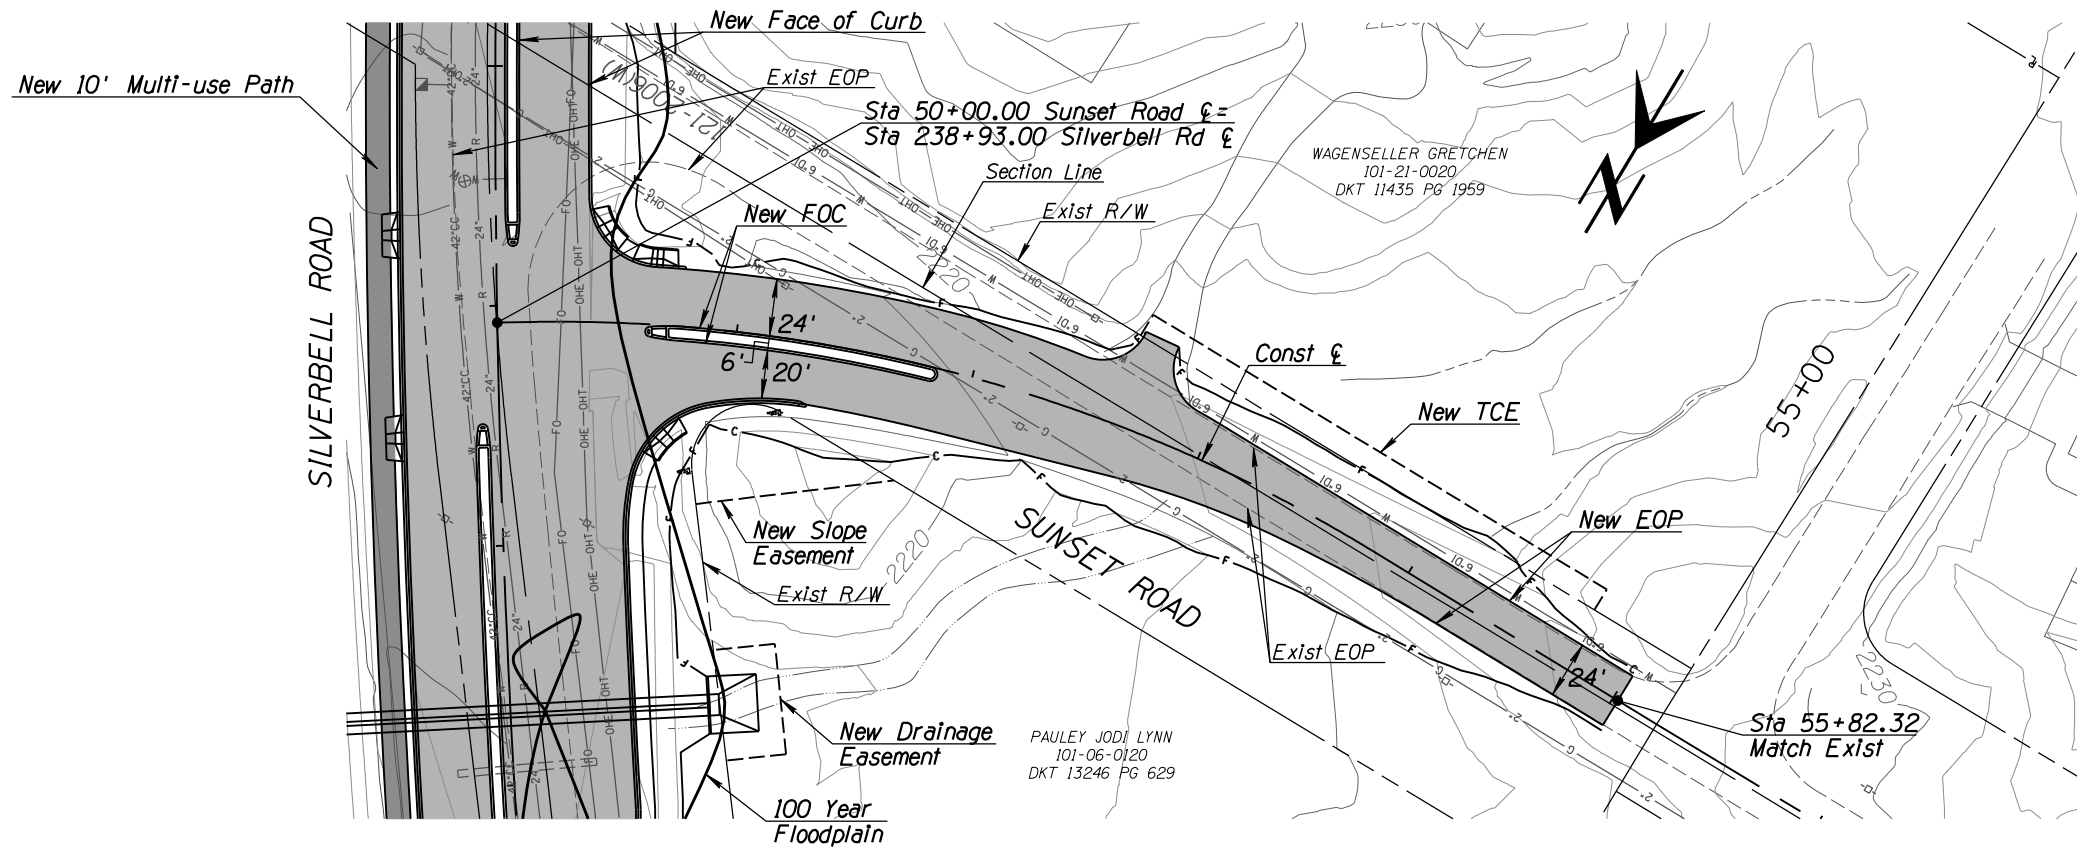 New Face of Curb
New 10' Multi-use Path
Exist EOP
Sta 50+00.00 Sunset Road ℄ =
Sta 238+93.00 Silverbell Rd ℄
WAGENSELLER GRETCHEN
101-21-0020
DKT 11435 PG 1959
Section Line
Exist R/W
New FOC
SILVERBELL ROAD
2220
24'
6'
20'
Const ℄
New TCE
55+00
New Slope
Easement
SUNSET ROAD
New EOP
2220
Exist R/W
Exist EOP
24'
2230
New Drainage
Easement
PAULEY JODI LYNN
101-06-0120
DKT 13246 PG 629
Sta 55+82.32
Match Exist
100 Year
Floodplain